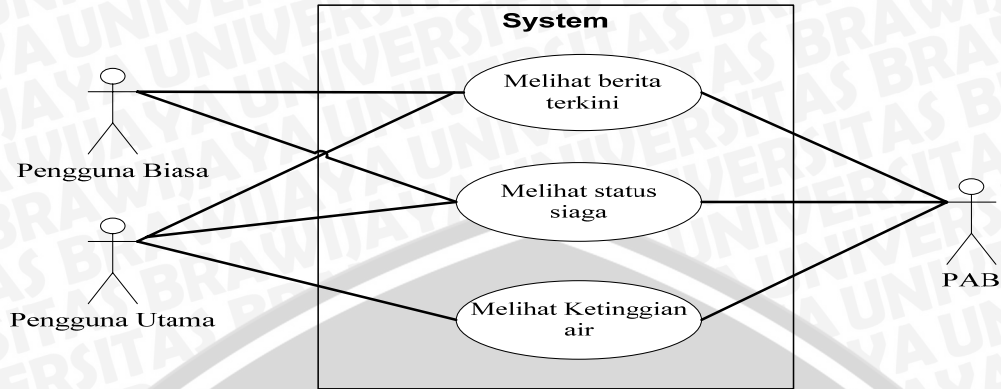 System
Melihat berita
terkini
Pengguna Biasa
Melihat status
siaga
PAB
Pengguna Utama
Melihat Ketinggian
air